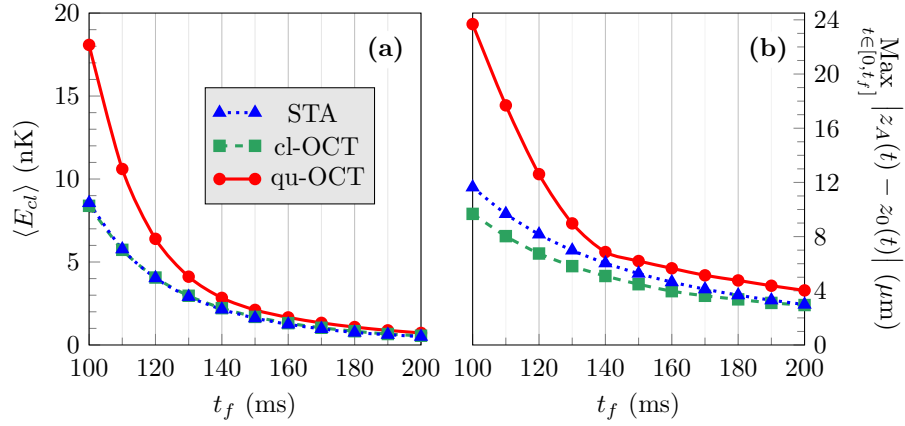 (a)
20
15
10
5
0
⟨E_cl⟩ (nK)
STA
cl-OCT
qu-OCT
100 120 140 160 180 200
t_f (ms)
(b)
24
20
16
12
8
4
0
Max |z_A(t) − z_0(t)| (μm)
t∈[0,t_f]
100 120 140 160 180 200
t_f (ms)